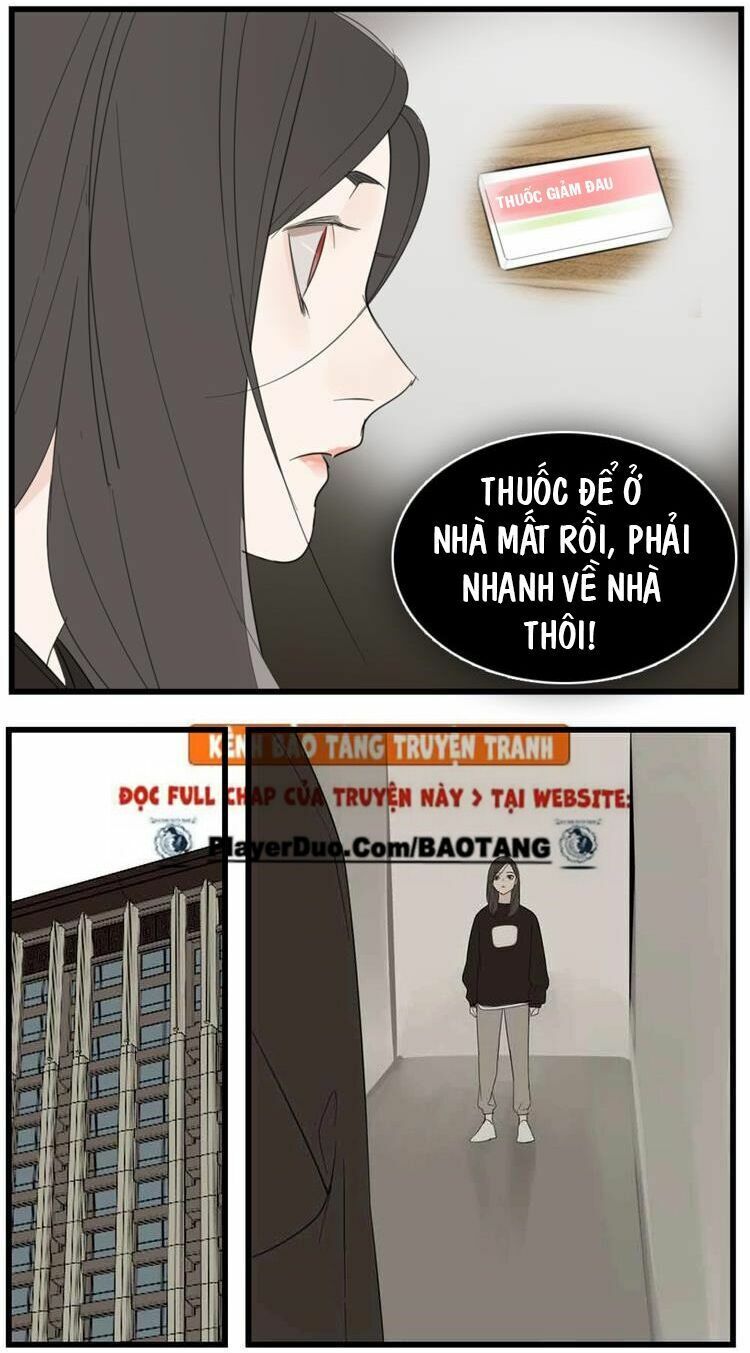 THUỐC GIẢM ĐAU
THUỐC ĐỂ Ở
NHÀ MẤT RỒI, PHẢI
NHANH VỀ NHÀ
THÔI!
KÊNH BẢO TÀNG TRUYỆN TRANH
ĐỌC FULL CHAP CỦA TRUYỆN NÀY > TẠI WEBSITE:
PlayerDuo.Com/BAOTANG